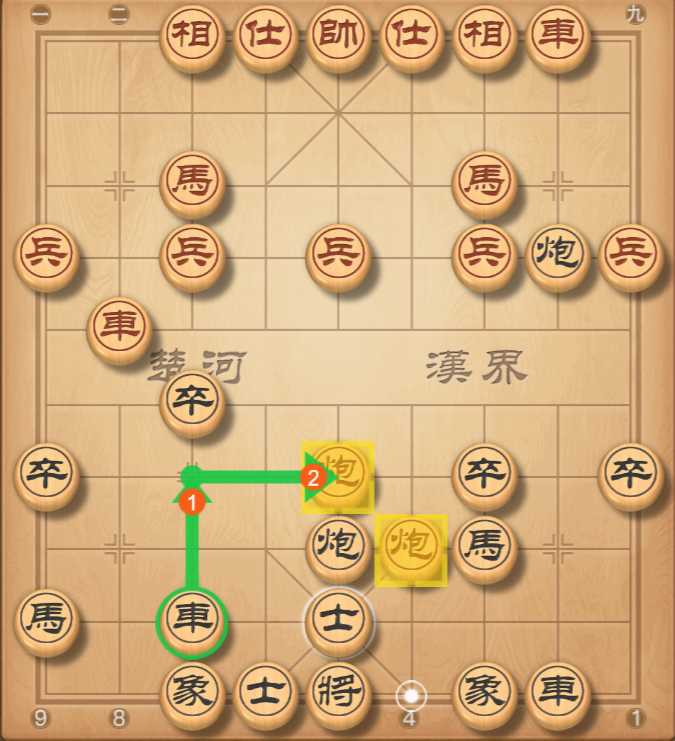 一 二 九
相 仕 帥 仕 相 車
馬 馬
兵 兵 兵 兵 炮 兵
車
楚河 漢界
卒
卒 2 炮 卒 卒
1
炮 炮 馬
馬 車 士
象 士 將 象 車
9 8 4 1